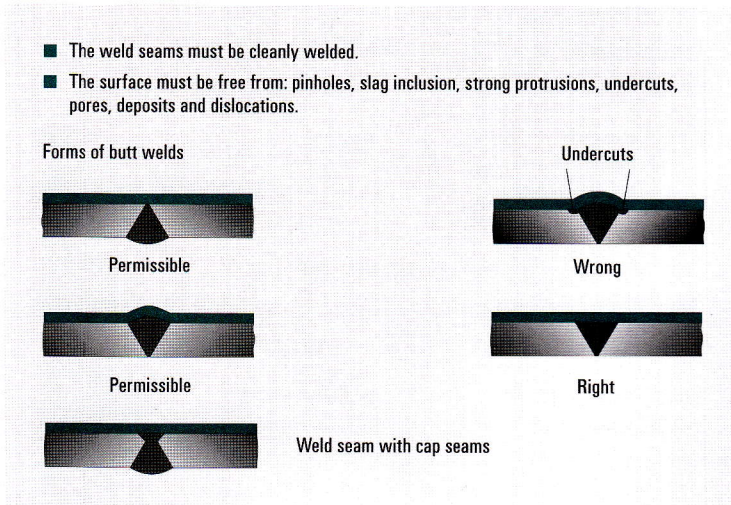 The weld seams must be cleanly welded.
The surface must be free from: pinholes, slag inclusion, strong protrusions, undercuts,
pores, deposits and dislocations.
Forms of butt welds
Undercuts
Permissible
Wrong
Permissible
Right
Weld seam with cap seams